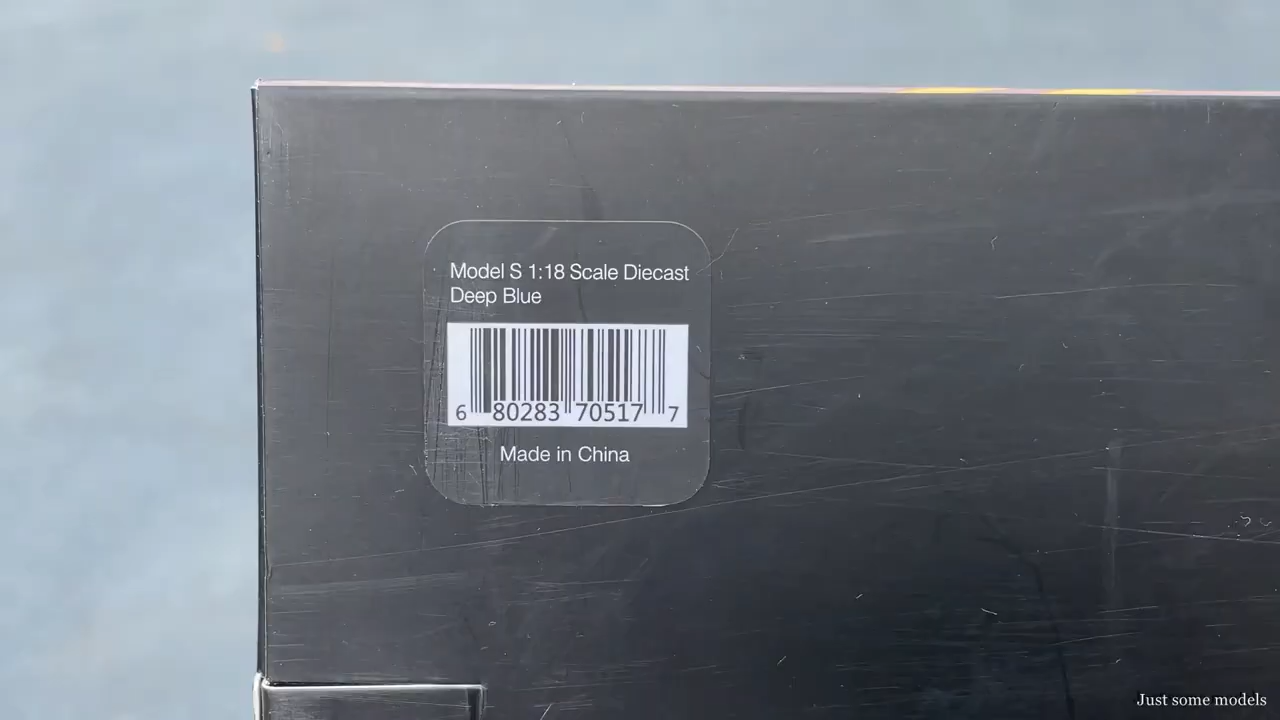 Model S 1:18 Scale Diecast
Deep Blue
6 80283 70517 7
Made in China
Just some models